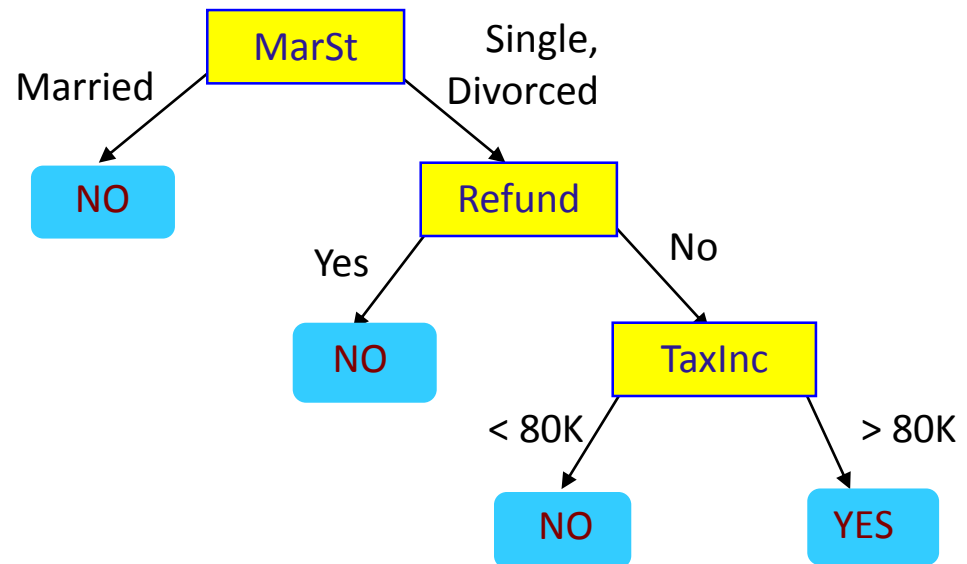 MarSt
Single,
Divorced
Married
NO
Refund
Yes
No
NO
TaxInc
< 80K
> 80K
NO
YES